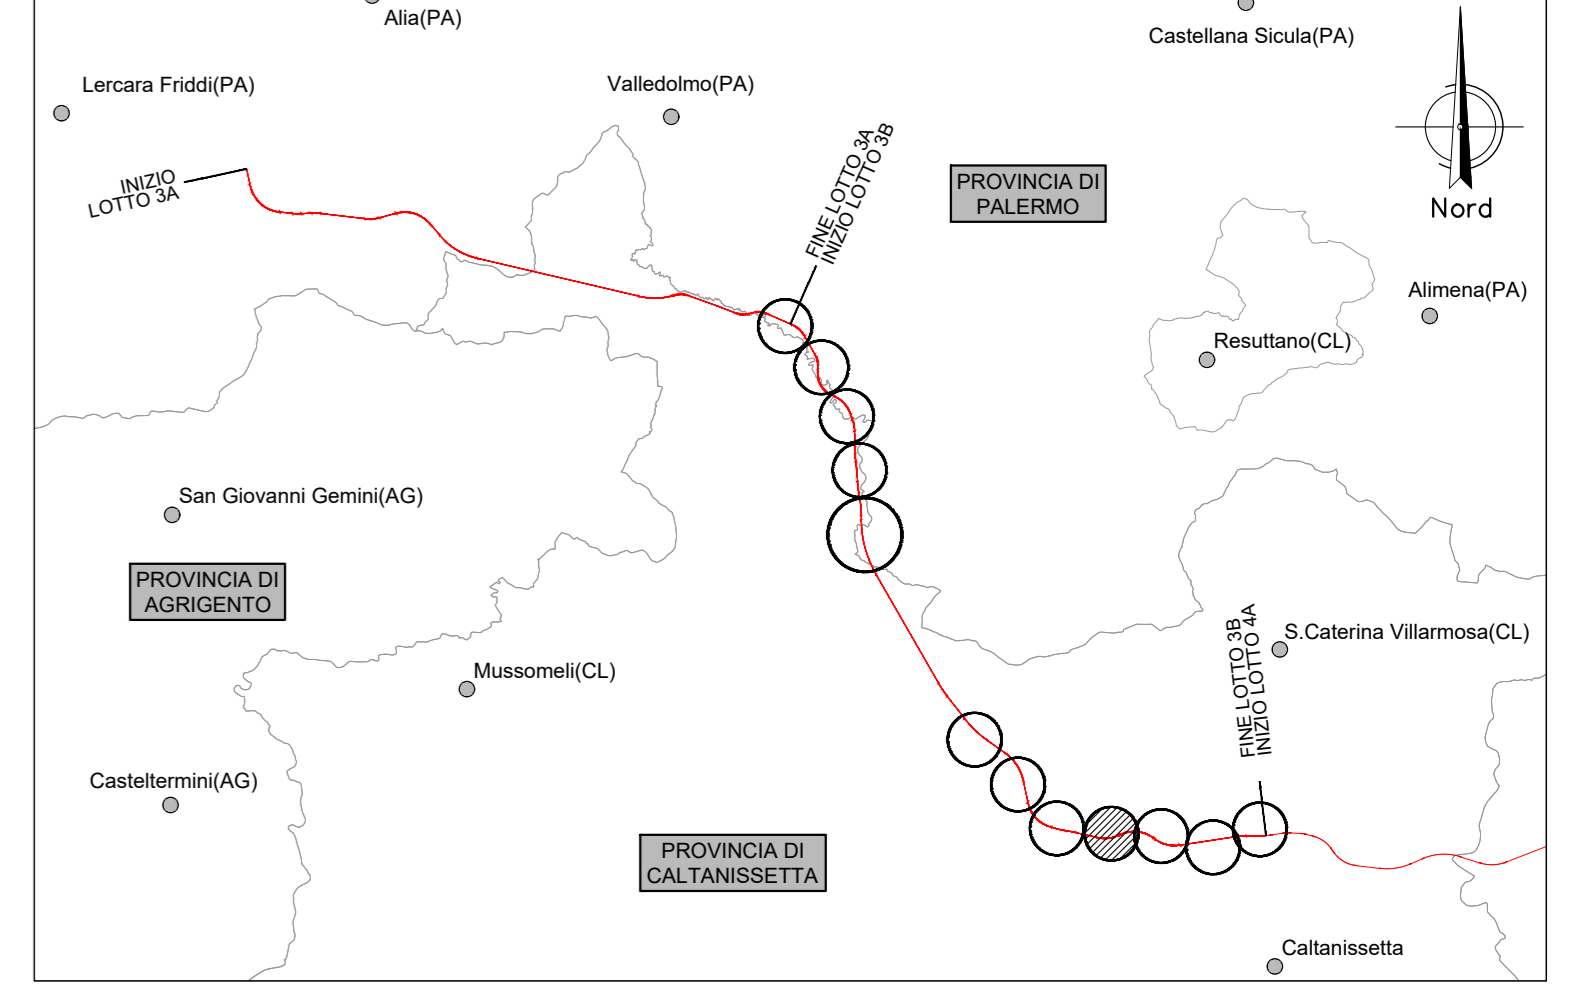 Alia(PA)
Castellana Sicula(PA)
Lercara Friddi(PA)
Valledolmo(PA)
INIZIO
LOTTO 3A
FINE LOTTO 3A
INIZIO LOTTO 3B
PROVINCIA DI
PALERMO
Nord
Alimena(PA)
Resuttano(CL)
San Giovanni Gemini(AG)
PROVINCIA DI
AGRIGENTO
FINE LOTTO 3B
INIZIO LOTTO 4A
S.Caterina Villarmosa(CL)
Mussomeli(CL)
Casteltermini(AG)
PROVINCIA DI
CALTANISSETTA
Caltanissetta